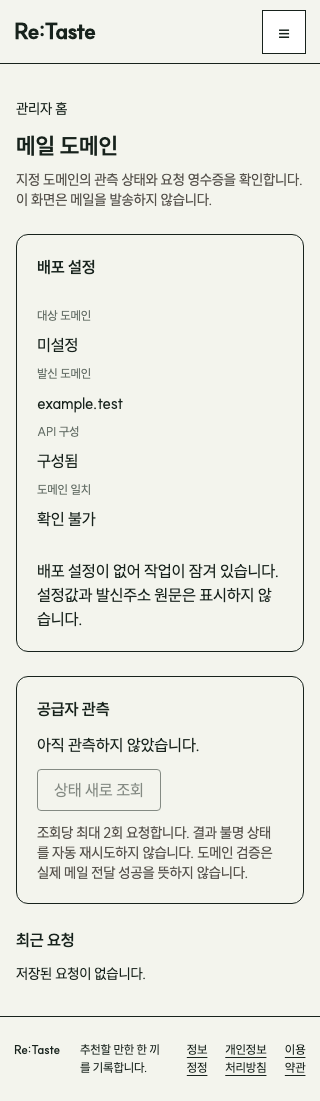 Re:Taste
≡
관리자 홈
메일 도메인
지정 도메인의 관측 상태와 요청 영수증을 확인합니다.
이 화면은 메일을 발송하지 않습니다.
배포 설정
대상 도메인
미설정
발신 도메인
example.test
API 구성
구성됨
도메인 일치
확인 불가
배포 설정이 없어 작업이 잠겨 있습니다.
설정값과 발신주소 원문은 표시하지 않
습니다.
공급자 관측
아직 관측하지 않았습니다.
상태 새로 조회
조회당 최대 2회 요청합니다. 결과 불명 상태
를 자동 재시도하지 않습니다. 도메인 검증은
실제 메일 전달 성공을 뜻하지 않습니다.
최근 요청
저장된 요청이 없습니다.
Re:Taste
추천할 만한 한 끼
를 기록합니다.
정보
정정
개인정보
처리방침
이용
약관